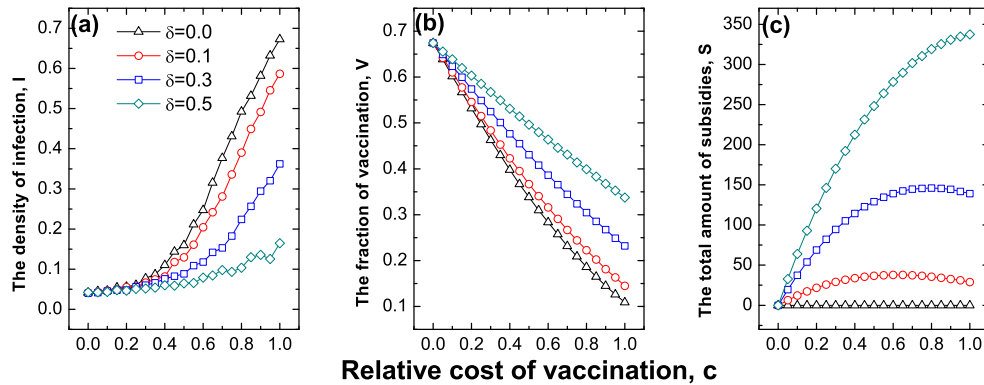 (a)
δ=0.0
δ=0.1
δ=0.3
δ=0.5
The density of infection, I
0.7
0.6
0.5
0.4
0.3
0.2
0.1
0.0
0.0 0.2 0.4 0.6 0.8 1.0
(b)
The fraction of vaccination, V
0.7
0.6
0.5
0.4
0.3
0.2
0.1
0.0 0.2 0.4 0.6 0.8 1.0
(c)
The total amount of subsidies, S
350
300
250
200
150
100
50
0
0.0 0.2 0.4 0.6 0.8 1.0
Relative cost of vaccination, c